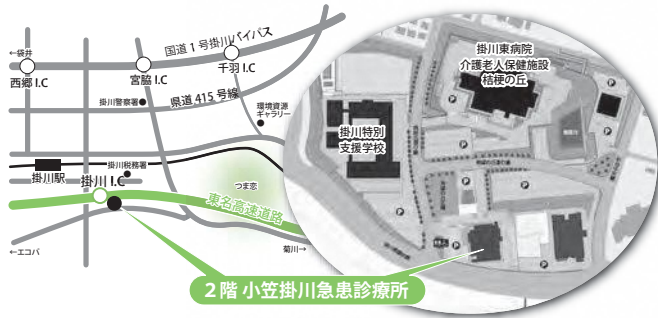 ←袋井
国道1号掛川バイパス
西郷 I.C
宮脇 I.C
千羽 I.C
掛川警察署
県道 415号線
環境資源
ギャラリー
掛川駅
掛川税務署
掛川 I.C
つま恋
東名高速道路
←エコパ
菊川→
掛川東病院
介護老人保健施設
桔梗の丘
掛川特別
支援学校
P
P
P
P
P
P
P
P
2階 小笠掛川急患診療所